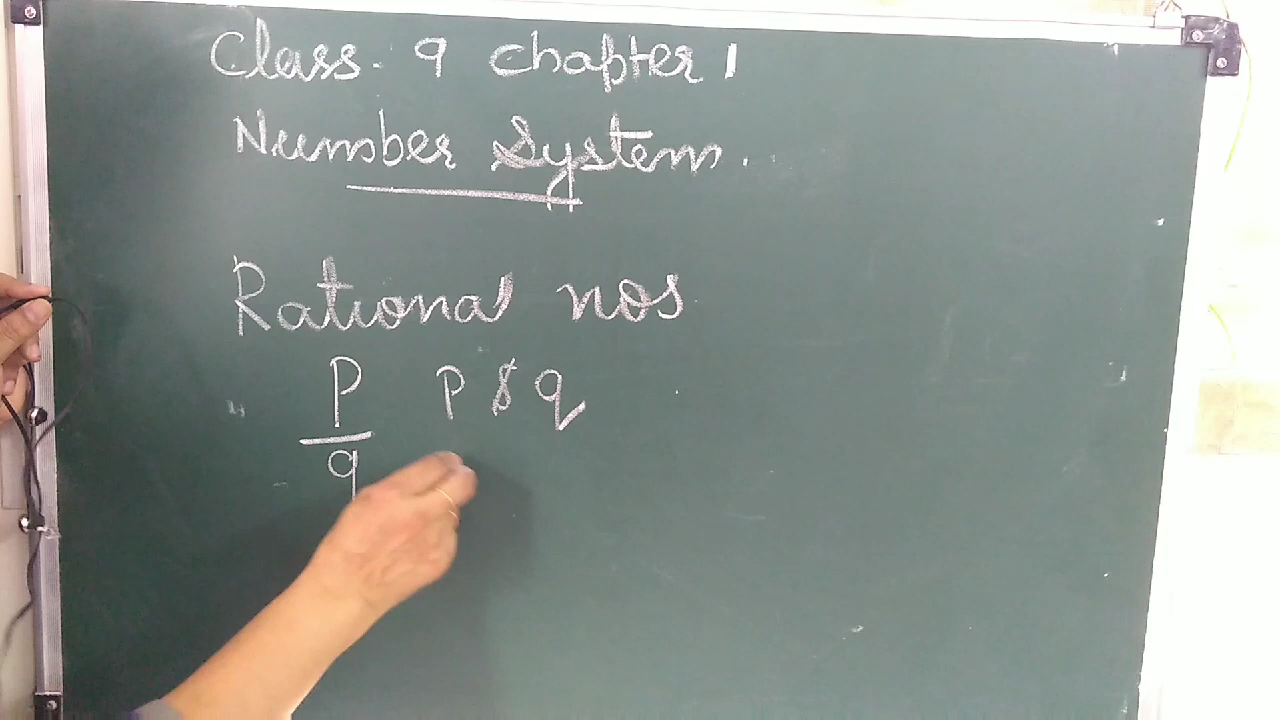 Class. 9 Chapter 1
Number System.
Rational nos
P/q P & q